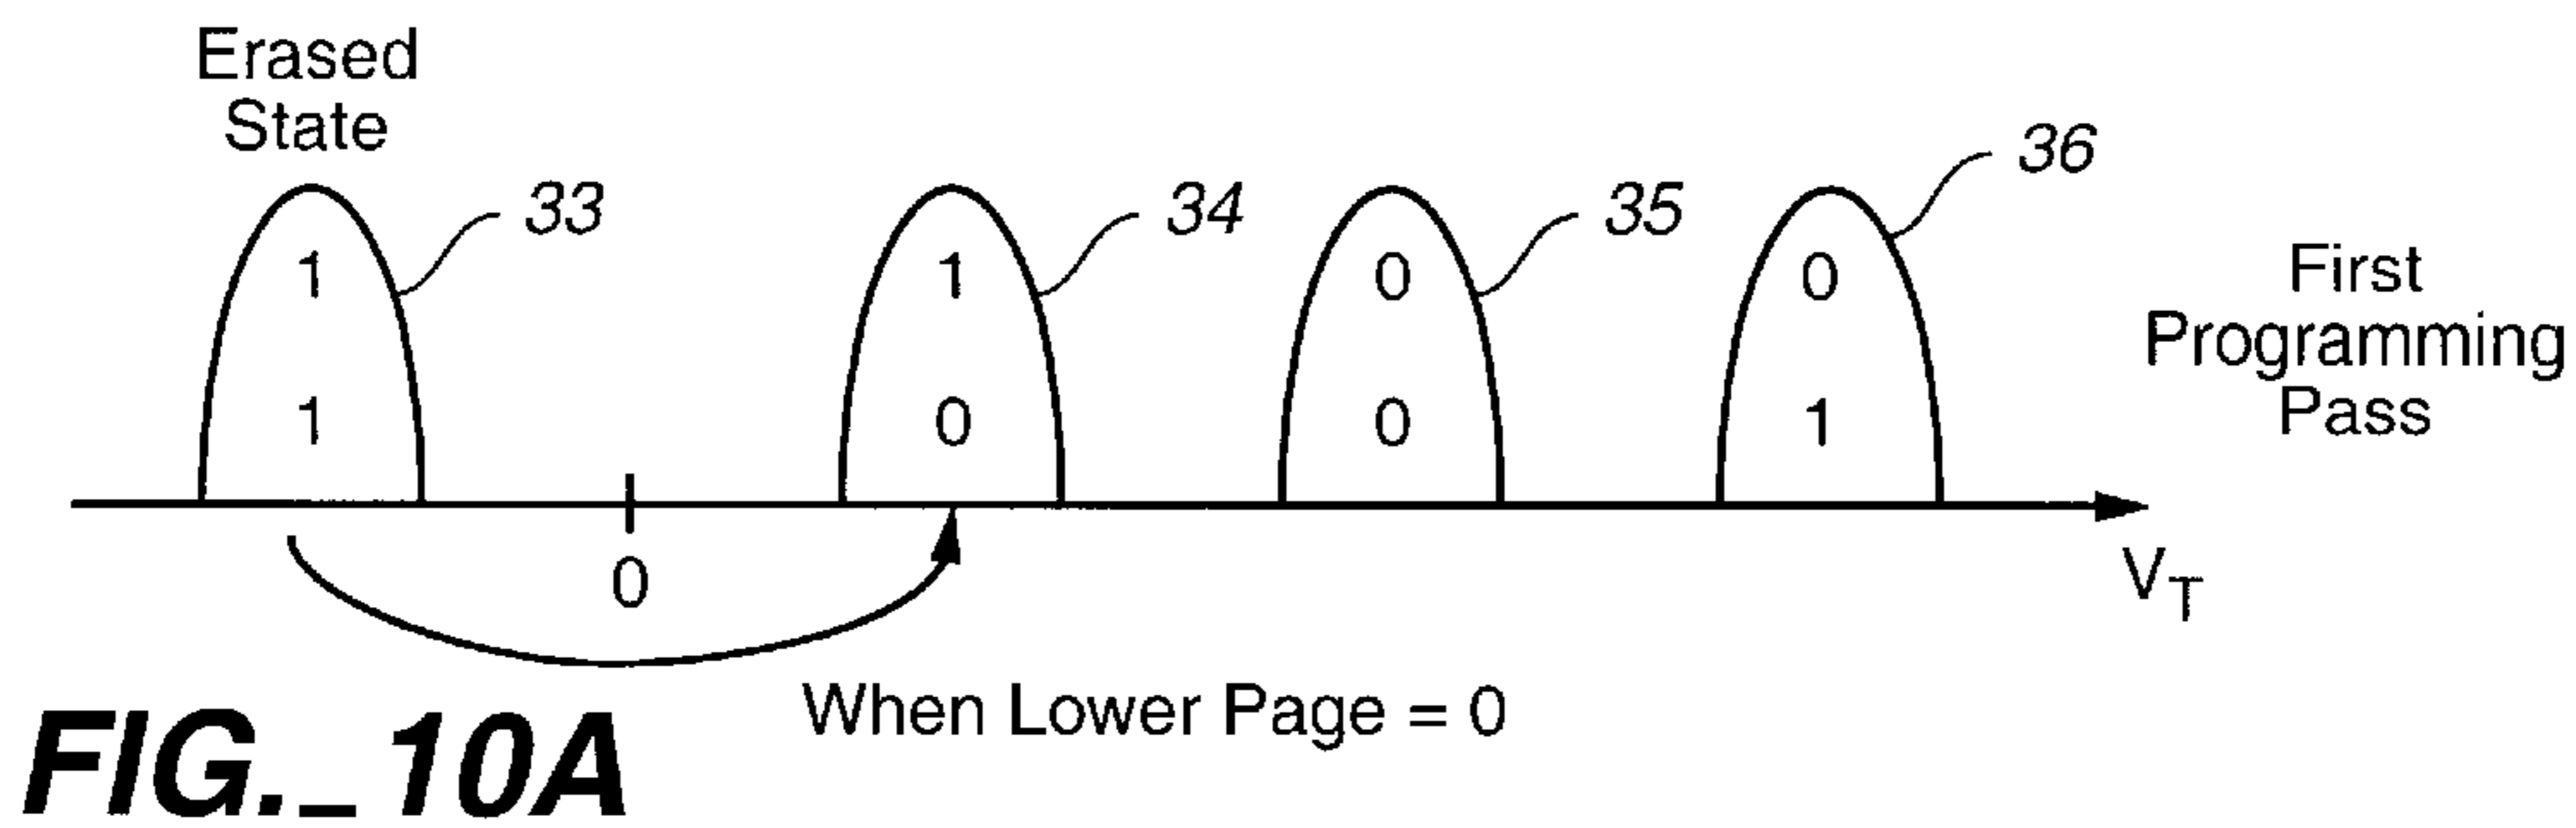 Erased
State
33
34
35
36
1
1
0
0
1
0
0
1
First
Programming
Pass
0
V_T
When Lower Page = 0
FIG._10A